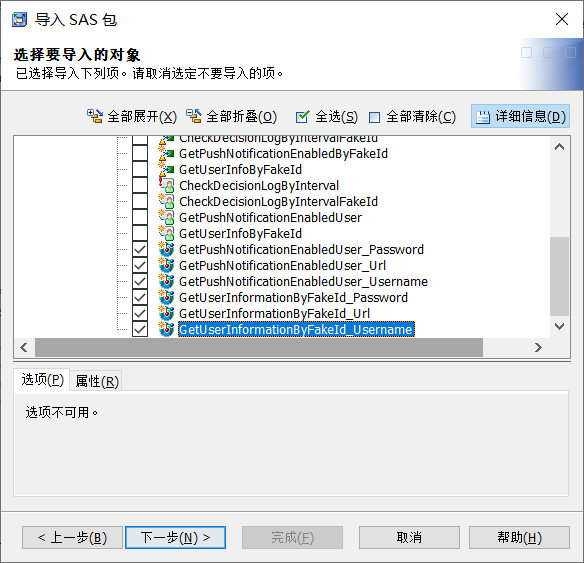 导入 SAS 包
选择要导入的对象
已选择导入下列项。请取消选定不要导入的项。
全部展开(X) 全部折叠(O) 全选(S) 全部清除(C) 详细信息(D)
CheckDecisionLogByIntervalFakeId
GetPushNotificationEnabledByFakeId
GetUserInfoByFakeId
CheckDecisionLogByInterval
CheckDecisionLogByIntervalFakeId
GetPushNotificationEnabledUser
GetUserInfoByFakeId
GetPushNotificationEnabledUser_Password
GetPushNotificationEnabledUser_Url
GetPushNotificationEnabledUser_Username
GetUserInformationByFakeId_Password
GetUserInformationByFakeId_Url
GetUserInformationByFakeId_Username
选项(P) 属性(R)
选项不可用。
< 上一步(B) 下一步(N) > 完成(F) 取消 帮助(H)